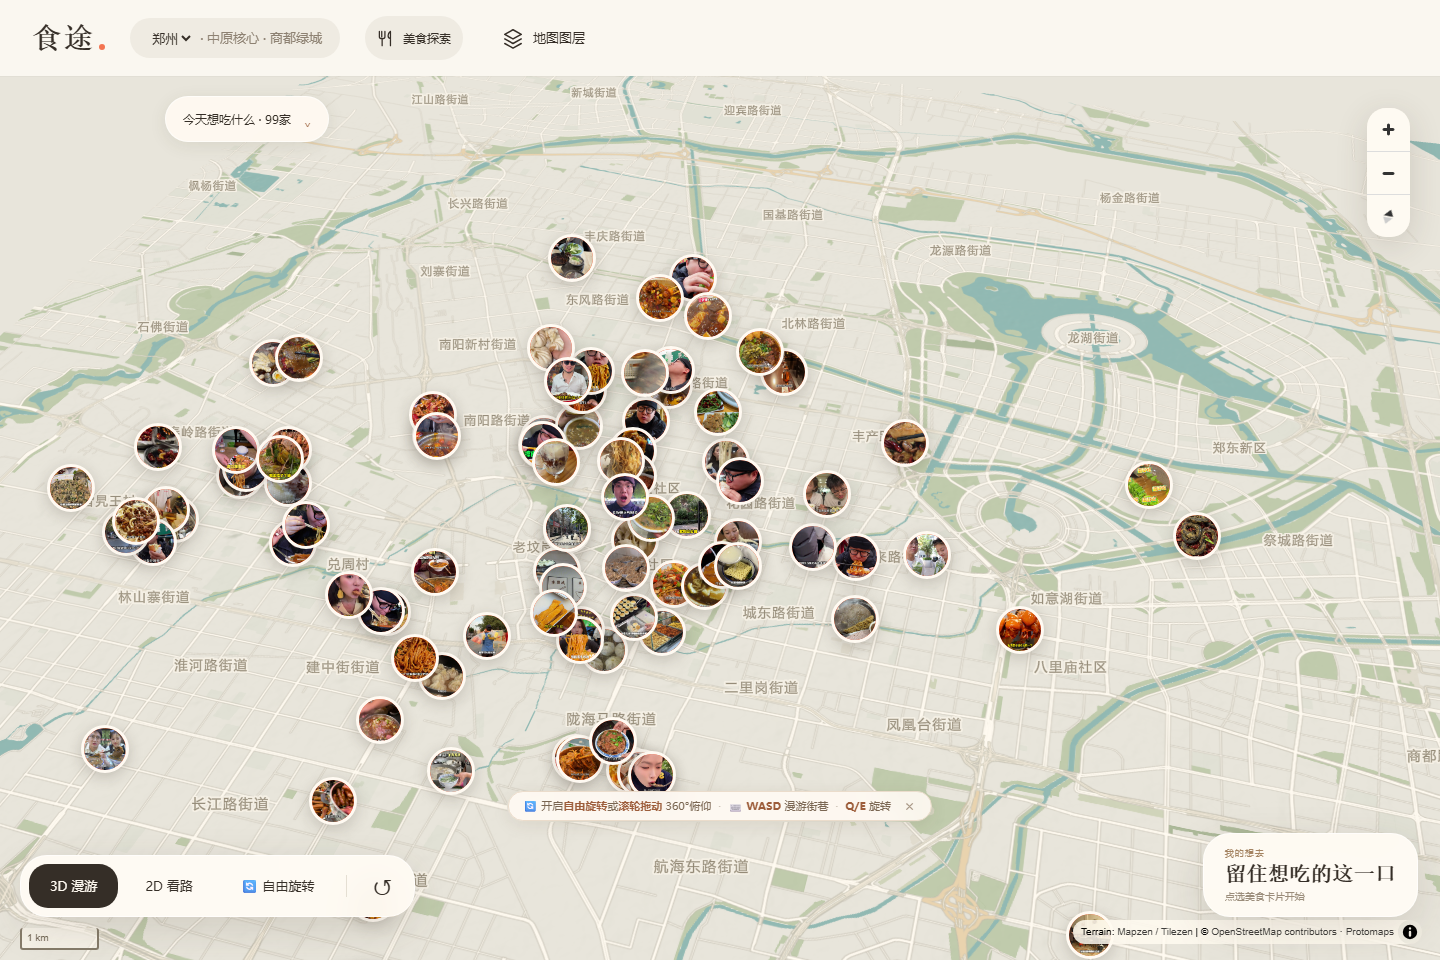 食途.
郑州 · 中原核心 · 商都绿城
美食探索
地图图层
今天想吃什么 · 99家
江山路街道
新城街道
迎宾路街道
枫杨街道
长兴路街道
国基路街道
杨金路街道
丰庆路街道
龙源路街道
刘寨街道
东风路街道
石佛街道
北林路街道
龙湖街道
南阳新村街道
路街道
南阳路街道
郑东新区
祭城路街道
兑周村
林山寨街道
城东路街道
如意湖街道
淮河路街道
建中街街道
八里庙社区
二里岗街道
凤凰台街道
长江路街道
开启自由旋转或滚轮拖动 360°俯仰 · WASD 漫游街巷 · Q/E 旋转 ×
航海东路街道
3D 漫游
2D 看路
自由旋转
道
1 km
我的想去
留住想吃的这一口
点选美食卡片开始
Terrain: Mapzen / Tilezen | © OpenStreetMap contributors · Protomaps